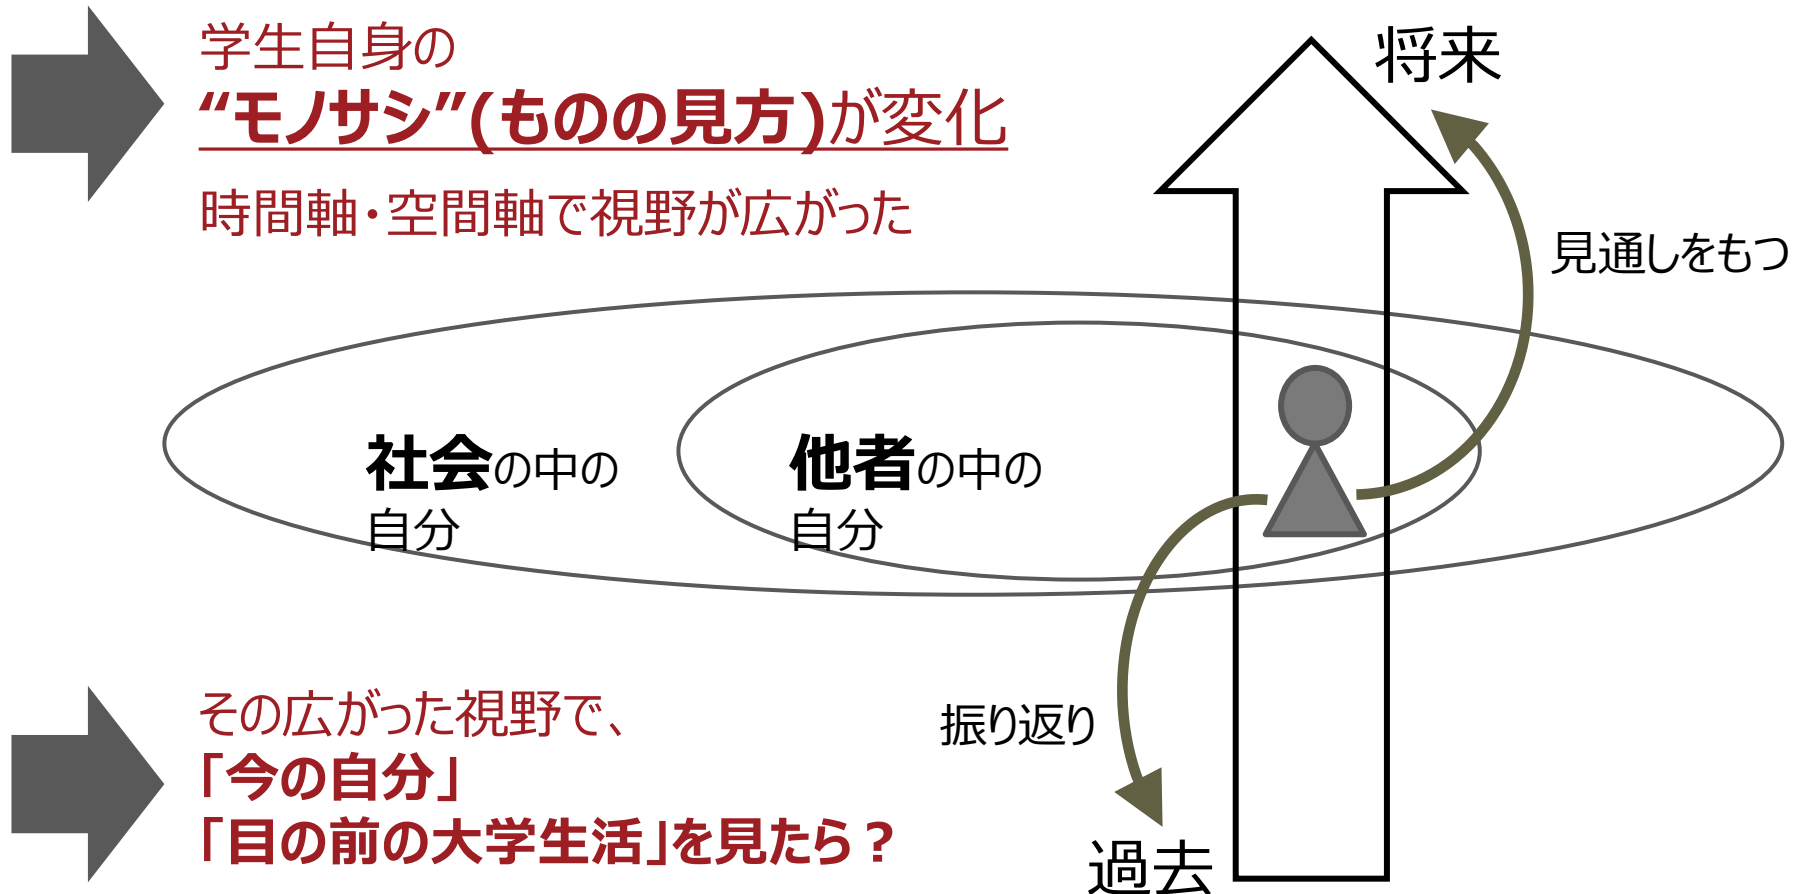 学生自身の
“モノサシ”(ものの見方)が変化
時間軸・空間軸で視野が広がった
将来
見通しをもつ
社会の中の
自分
他者の中の
自分
振り返り
過去
その広がった視野で、
「今の自分」
「目の前の大学生活」を見たら？